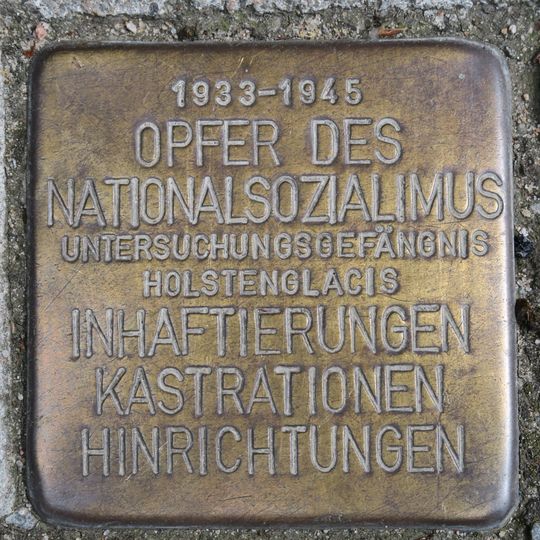 1933-1945
OPFER DES
NATIONALSOZIALIMUS
UNTERSUCHUNGSGEFÄNGNIS
HOLSTENGLACIS
INHAFTIERUNGEN
KASTRATIONEN
HINRICHTUNGEN